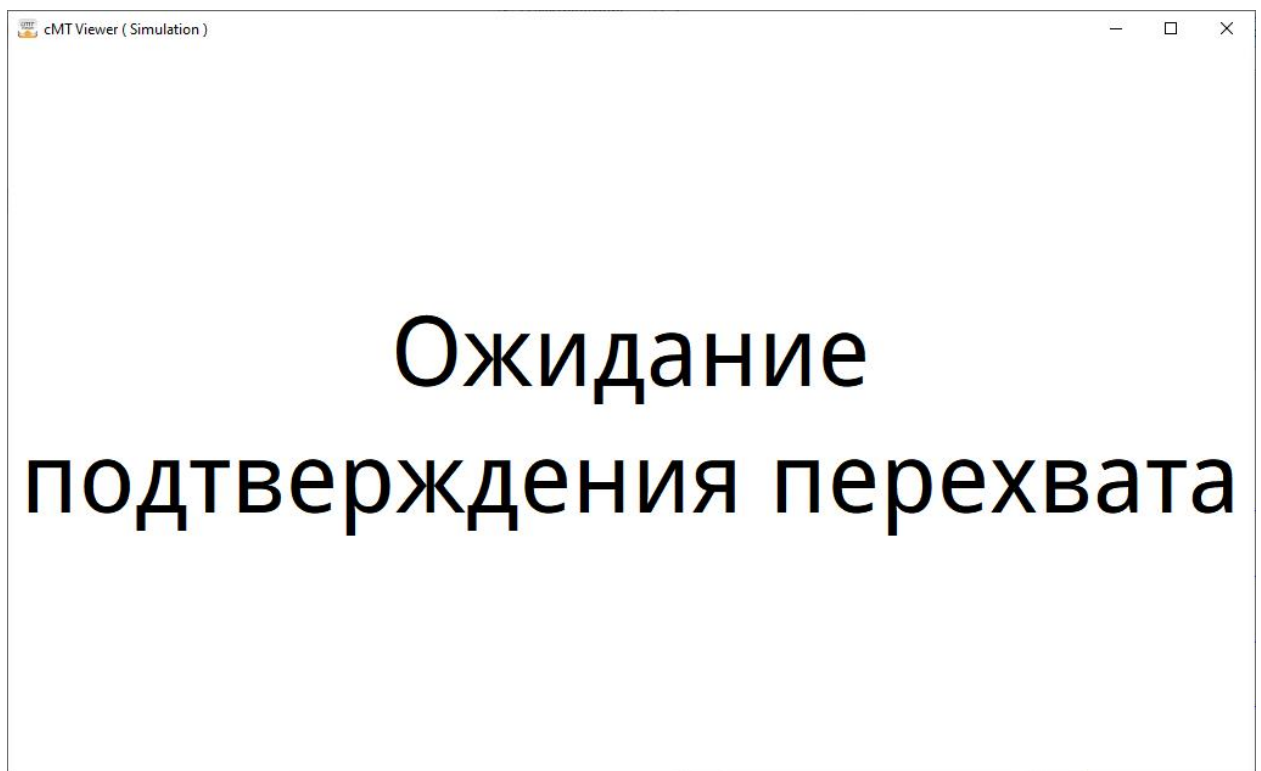 cMT Viewer ( Simulation )
Ожидание
подтверждения перехвата